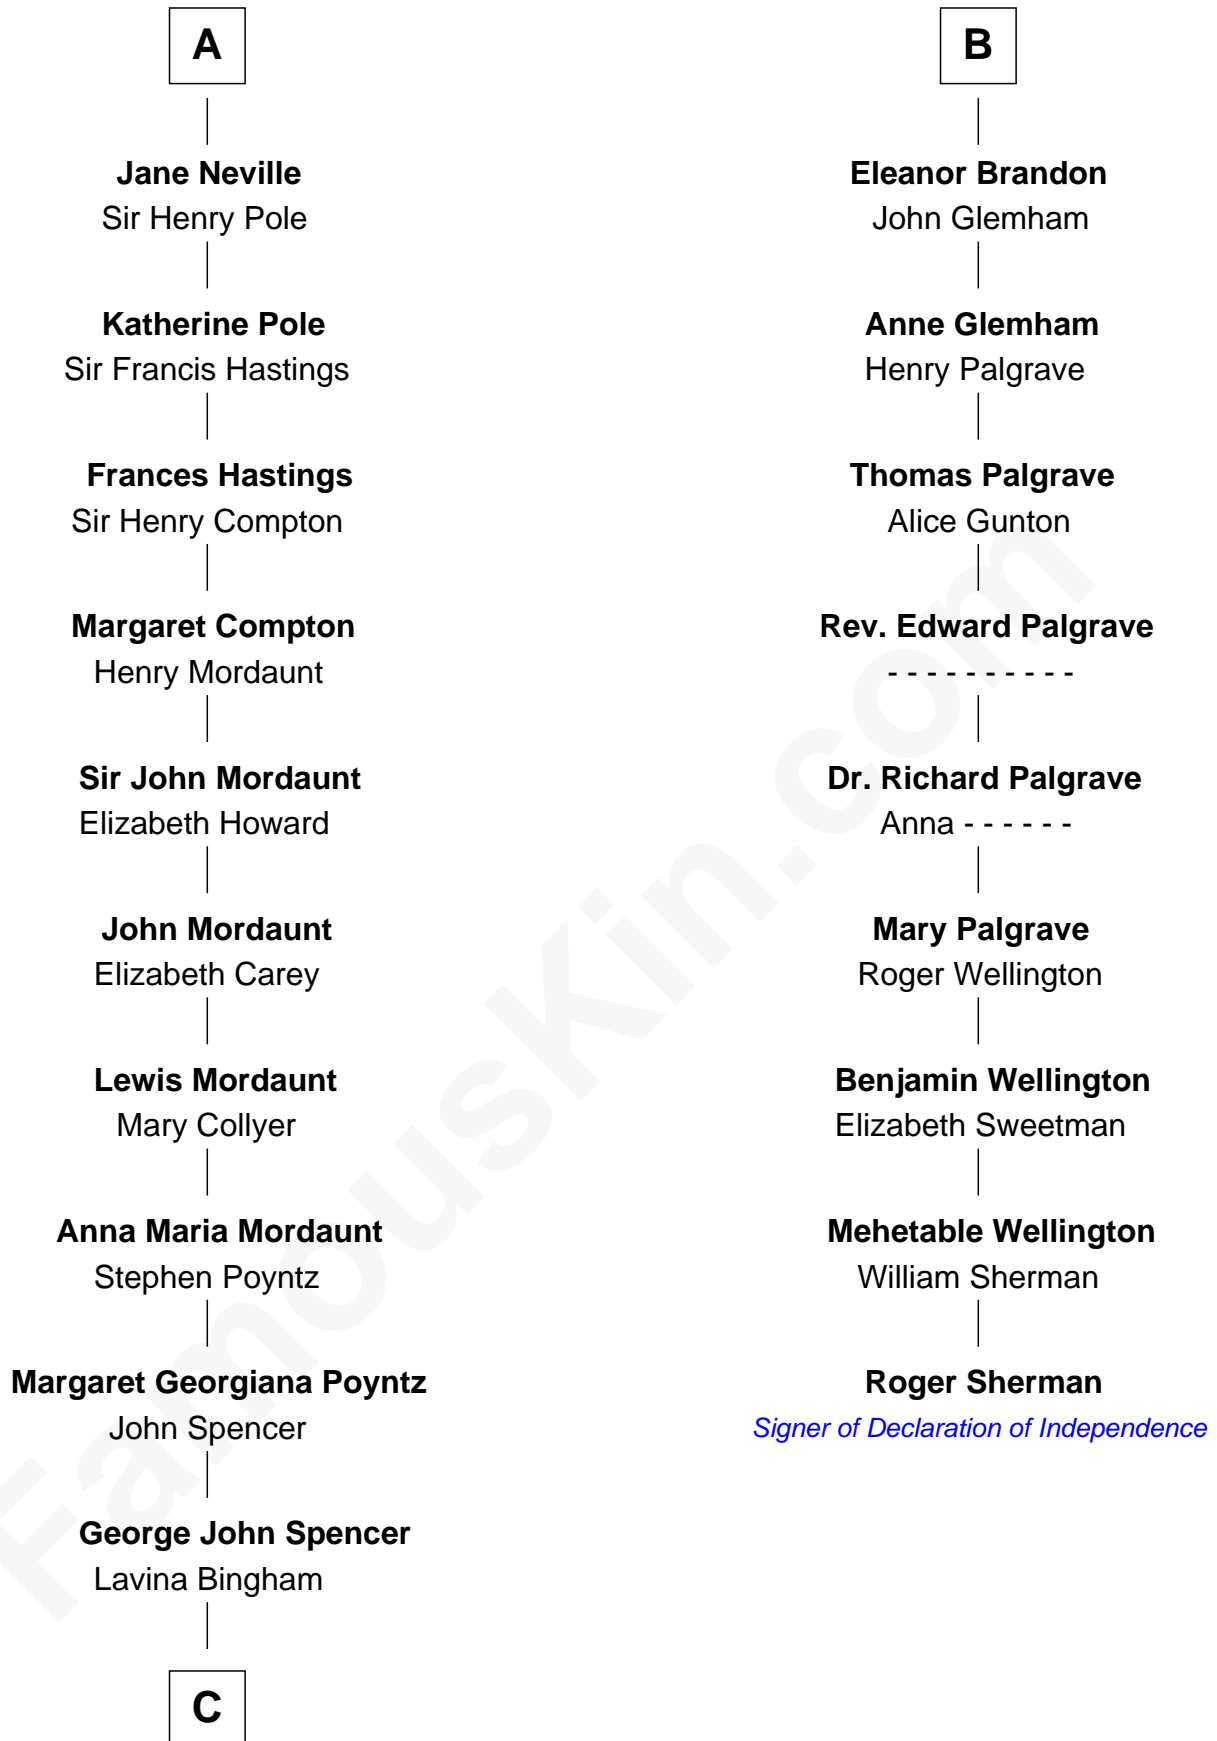 A
Jane Neville
Sir Henry Pole
Katherine Pole
Sir Francis Hastings
Frances Hastings
Sir Henry Compton
Margaret Compton
Henry Mordaunt
Sir John Mordaunt
Elizabeth Howard
John Mordaunt
Elizabeth Carey
Lewis Mordaunt
Mary Collyer
Anna Maria Mordaunt
Stephen Poyntz
Margaret Georgiana Poyntz
John Spencer
George John Spencer
Lavina Bingham
C
B
Eleanor Brandon
John Glemham
Anne Glemham
Henry Palgrave
Thomas Palgrave
Alice Gunton
Rev. Edward Palgrave
- - - - - - - - - -
Dr. Richard Palgrave
Anna - - - - - -
Mary Palgrave
Roger Wellington
Benjamin Wellington
Elizabeth Sweetman
Mehetable Wellington
William Sherman
Roger Sherman
Signer of Declaration of Independence
FamousKin.com